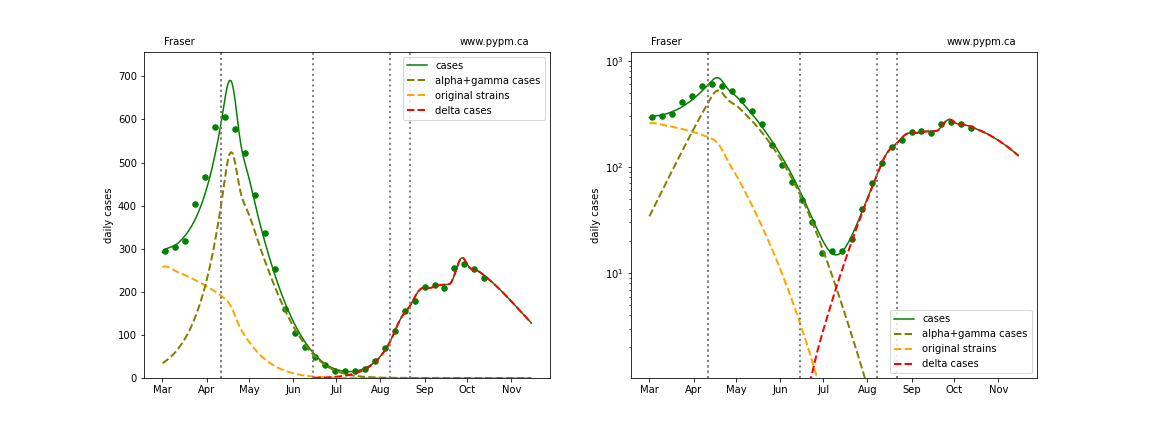 Fraser
www.pypm.ca
daily cases
700
600
500
400
300
200
100
0
Mar
Apr
May
Jun
Jul
Aug
Sep
Oct
Nov
cases
alpha+gamma cases
original strains
delta cases
Fraser
www.pypm.ca
daily cases
10³
10²
10¹
Mar
Apr
May
Jun
Jul
Aug
Sep
Oct
Nov
cases
alpha+gamma cases
original strains
delta cases